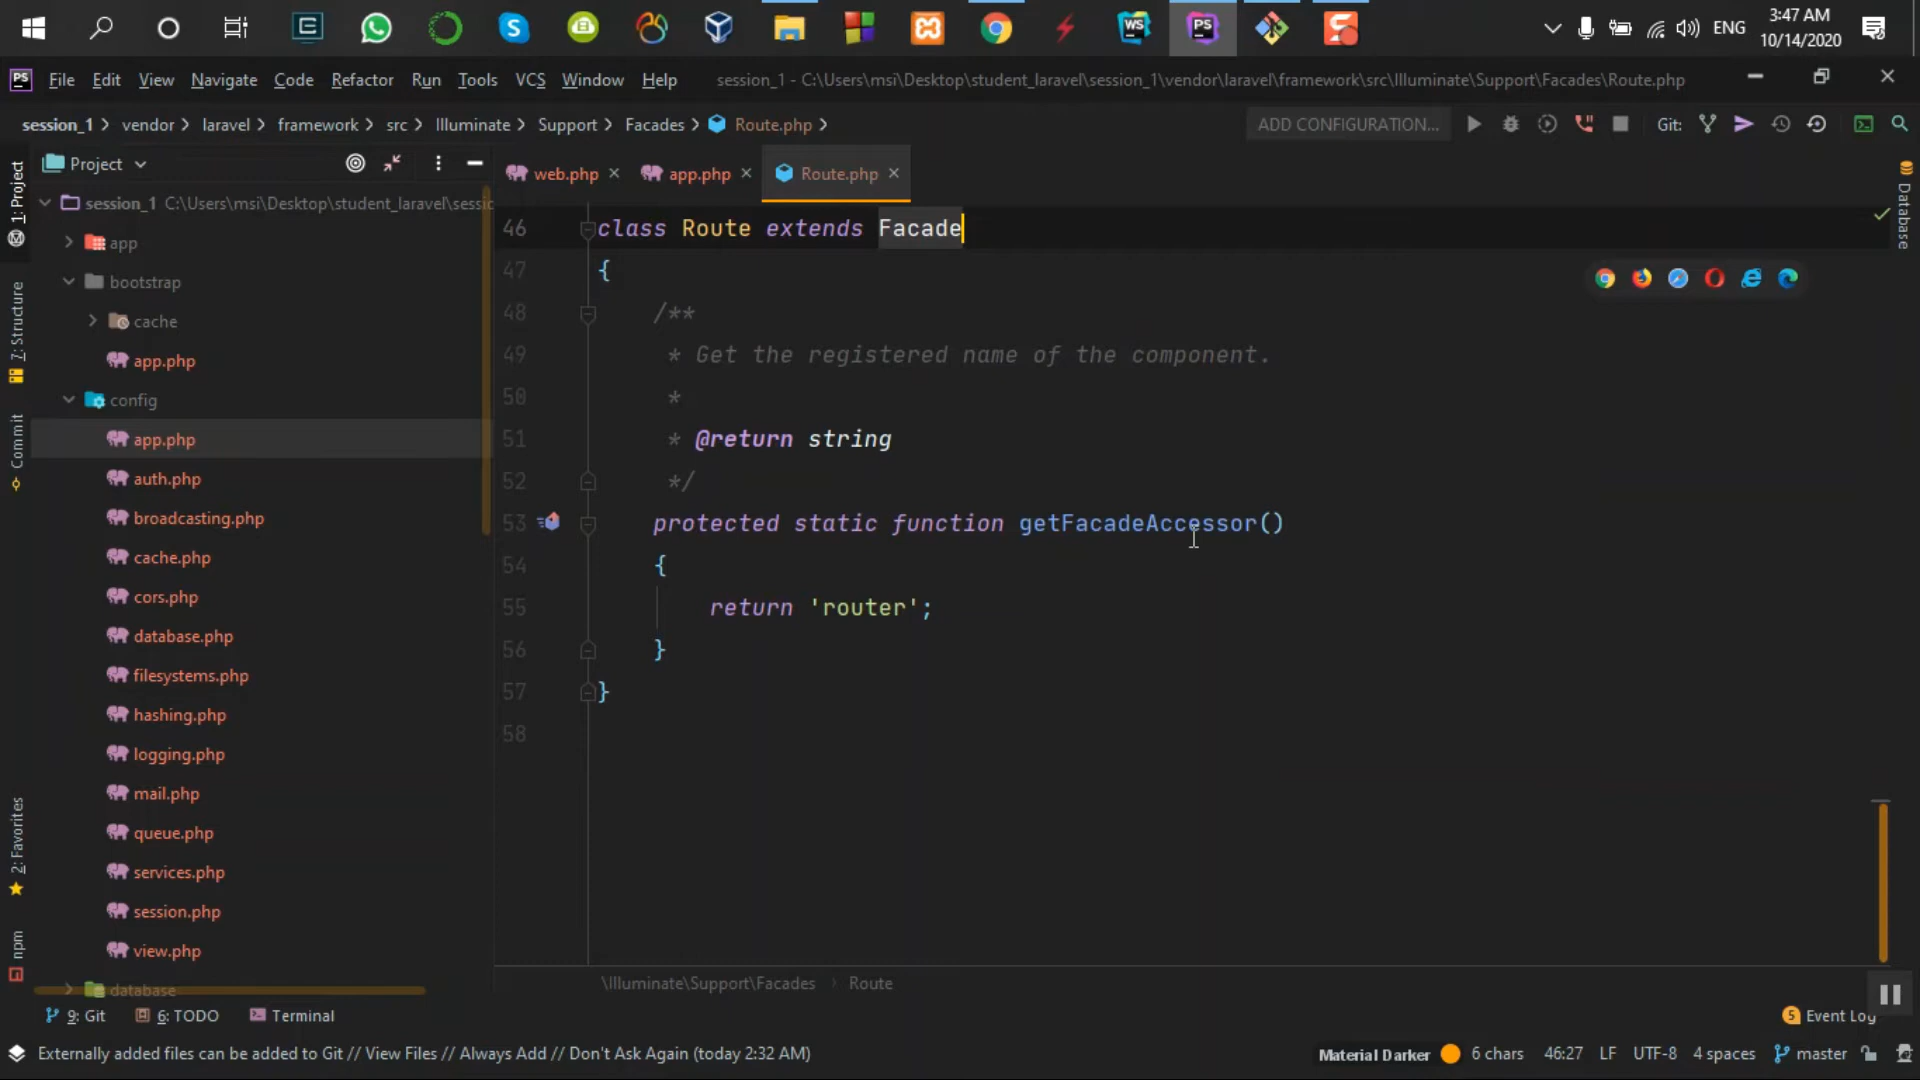 ENG
3:47 AM
10/14/2020
PS
File Edit View Navigate Code Refactor Run Tools VCS Window Help
session_1 - C:\Users\msi\Desktop\student_laravel\session_1\vendor\laravel\framework\src\Illuminate\Support\Facades\Route.php
session_1 vendor laravel framework src Illuminate Support Facades Route.php
ADD CONFIGURATION...
Git:
Project
web.php
app.php
Route.php
1: Project
7: Structure
Commit
2: Favorites
npm
Database
session_1 C:\Users\msi\Desktop\student_laravel\sessic
app
bootstrap
cache
app.php
config
app.php
auth.php
broadcasting.php
cache.php
cors.php
database.php
filesystems.php
hashing.php
logging.php
mail.php
queue.php
services.php
session.php
view.php
database
46 class Route extends Facade
47 {
48 /**
49 * Get the registered name of the component.
50 *
51 * @return string
52 */
53 protected static function getFacadeAccessor()
54 {
55 return 'router';
56 }
57 }
58
\Illuminate\Support\Facades › Route
9: Git
6: TODO
Terminal
5 Event Log
Externally added files can be added to Git // View Files // Always Add // Don't Ask Again (today 2:32 AM)
Material Darker
6 chars
46:27
LF
UTF-8
4 spaces
master